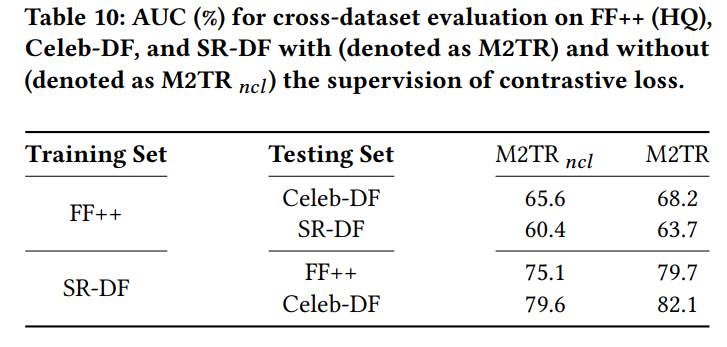 Table 10: AUC (%) for cross-dataset evaluation on FF++ (HQ),
Celeb-DF, and SR-DF with (denoted as M2TR) and without
(denoted as M2TR ncl) the supervision of contrastive loss.
Training Set Testing Set M2TR ncl M2TR
FF++ Celeb-DF 65.6 68.2
SR-DF 60.4 63.7
SR-DF FF++ 75.1 79.7
Celeb-DF 79.6 82.1